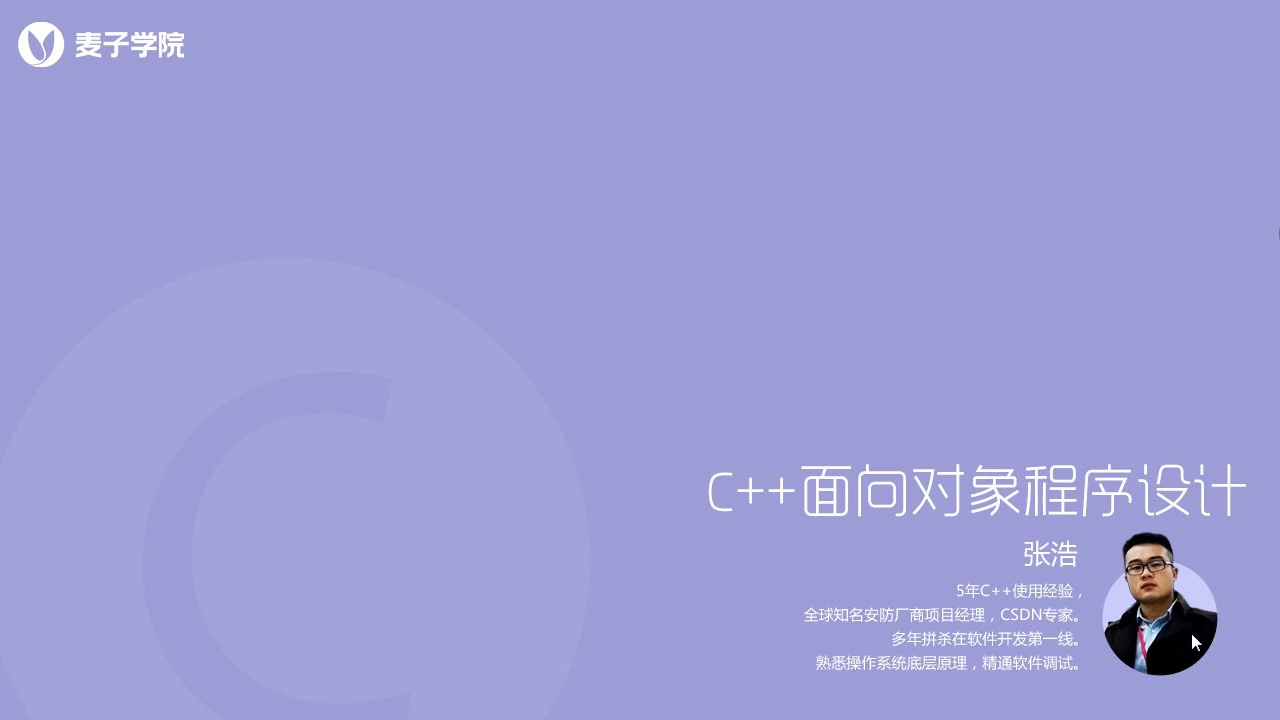 麦子学院
C++面向对象程序设计
张浩
5年C++使用经验，
全球知名安防厂商项目经理，CSDN专家。
多年拼杀在软件开发第一线。
熟悉操作系统底层原理，精通软件调试。